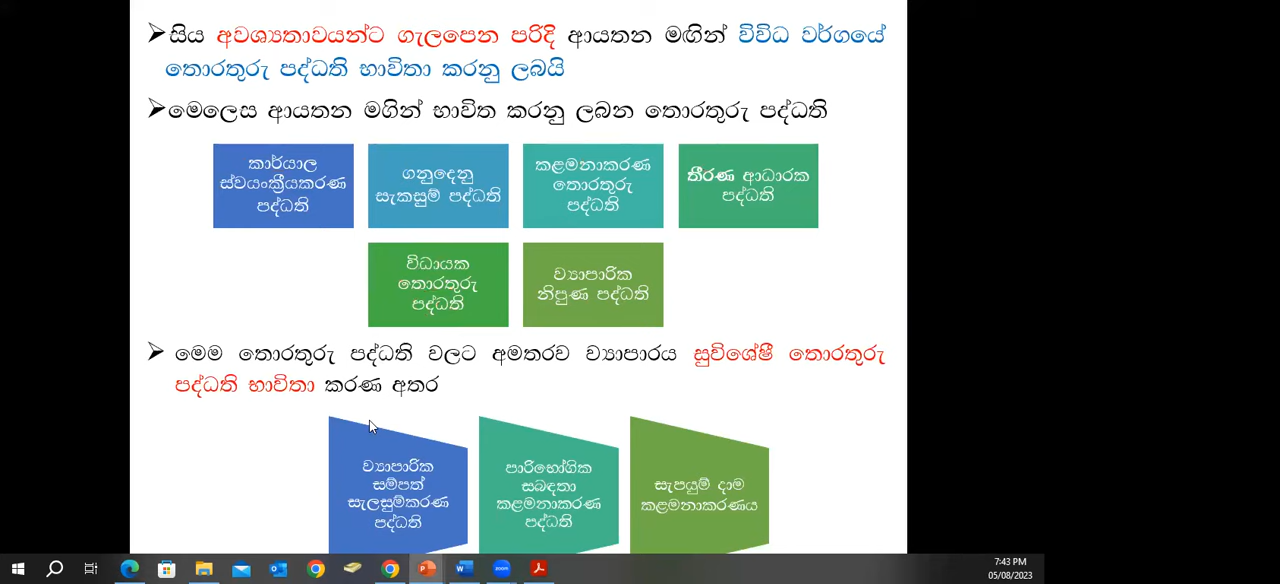 ➤සිය අවශ්‍යතාවයන්ට ගැලපෙන පරිදි ආයතන මඟින් විවිධ වර්ගයේ
තොරතුරු පද්ධති භාවිතා කරනු ලබයි
➤මෙලෙස ආයතන මගින් භාවිත කරනු ලබන තොරතුරු පද්ධති
කාර්යාල
ස්වයංක්‍රීයකරණ
පද්ධති
ගනුදෙනු
සැකසුම් පද්ධති
කළමනාකරණ
තොරතුරු
පද්ධති
තීරණ ආධාරක
පද්ධති
විධායක
තොරතුරු
පද්ධති
ව්‍යාපාරික
නිපුණ පද්ධති
➤ මෙම තොරතුරු පද්ධති වලට අමතරව ව්‍යාපාරය සුවිශේෂී තොරතුරු
පද්ධති භාවිතා කරණ අතර
ව්‍යාපාරික
සම්පත්
සැලසුම්කරණ
පද්ධති
පාරිභෝගික
සබඳතා
කළමනාකරණ
පද්ධති
සැපයුම් දාම
කළමනාකරණය
7:43 PM
05/08/2023